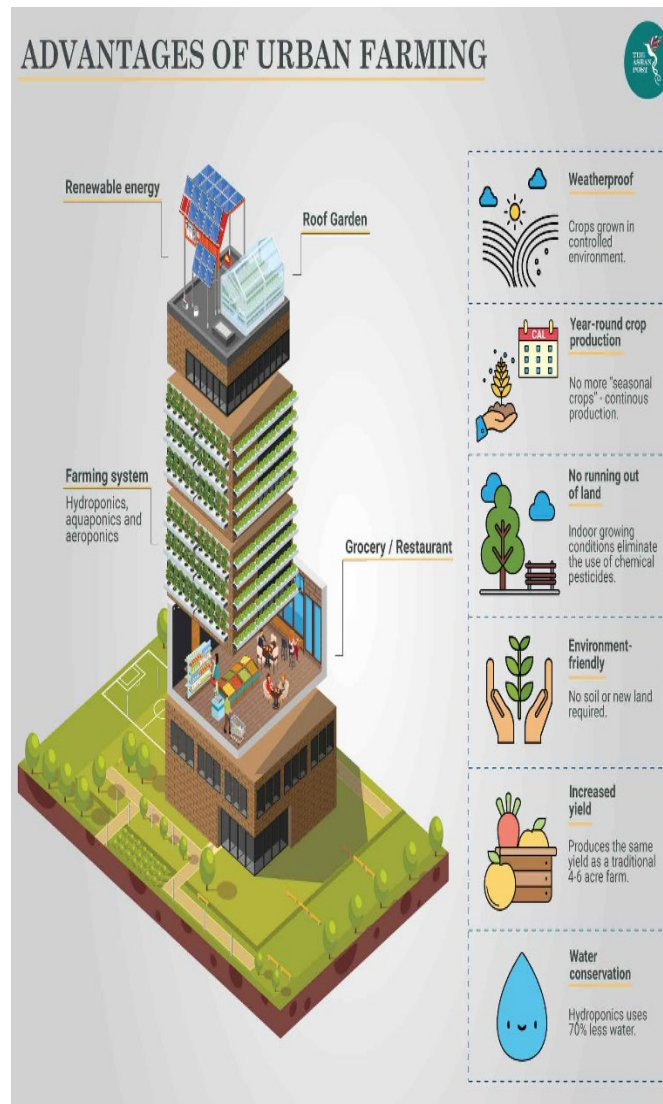 ADVANTAGES OF URBAN FARMING
THE
ASEAN
POST
Renewable energy
Roof Garden
Farming system
Hydroponics,
aquaponics and
aeroponics
Grocery / Restaurant
Weatherproof
Crops grown in
controlled
environment.
CAL
Year-round crop
production
No more "seasonal
crops" - continous
production.
No running out
of land
Indoor growing
conditions eliminate
the use of chemical
pesticides.
Environment-
friendly
No soil or new land
required.
Increased
yield
Produces the same
yield as a traditional
4-6 acre farm.
Water
conservation
Hydroponics uses
70% less water.